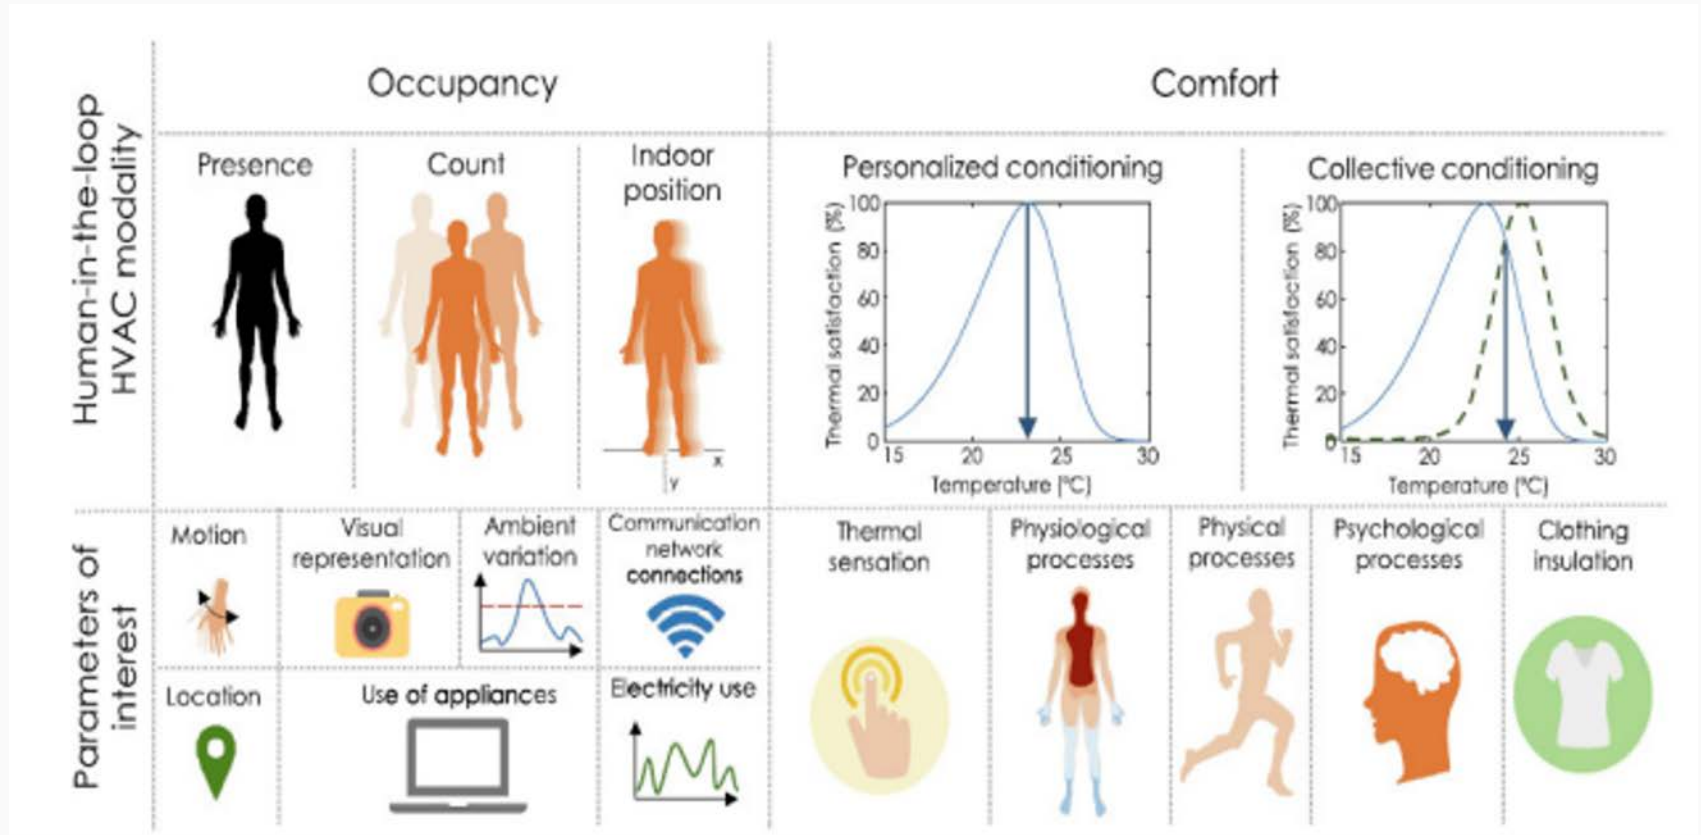 Human-in-the-loop
HVAC modality
Occupancy
Comfort
Presence
Count
Indoor
position
x
y
Personalized conditioning
Thermal satisfaction (%)
100
80
60
40
20
0
15 20 25 30
Temperature (°C)
Collective conditioning
Thermal satisfaction (%)
100
80
60
40
20
0
15 20 25 30
Temperature (°C)
Parameters of
interest
Motion
Visual
representation
Ambient
variation
Communication
network
connections
Location
Use of appliances
Electricity use
Thermal
sensation
Physiological
processes
Physical
processes
Psychological
processes
Clothing
insulation